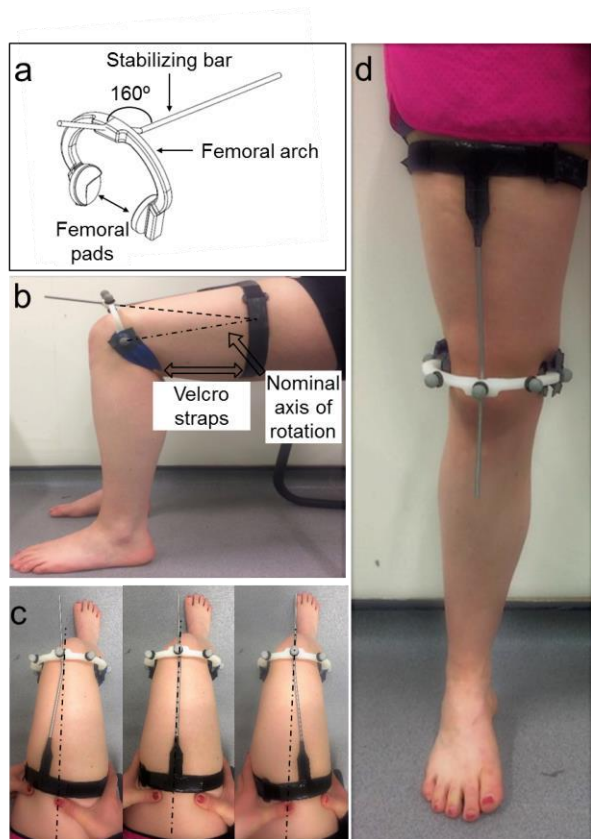 a
Stabilizing bar
160º
Femoral arch
Femoral
pads
b
Velcro
straps
Nominal
axis of
rotation
c
d